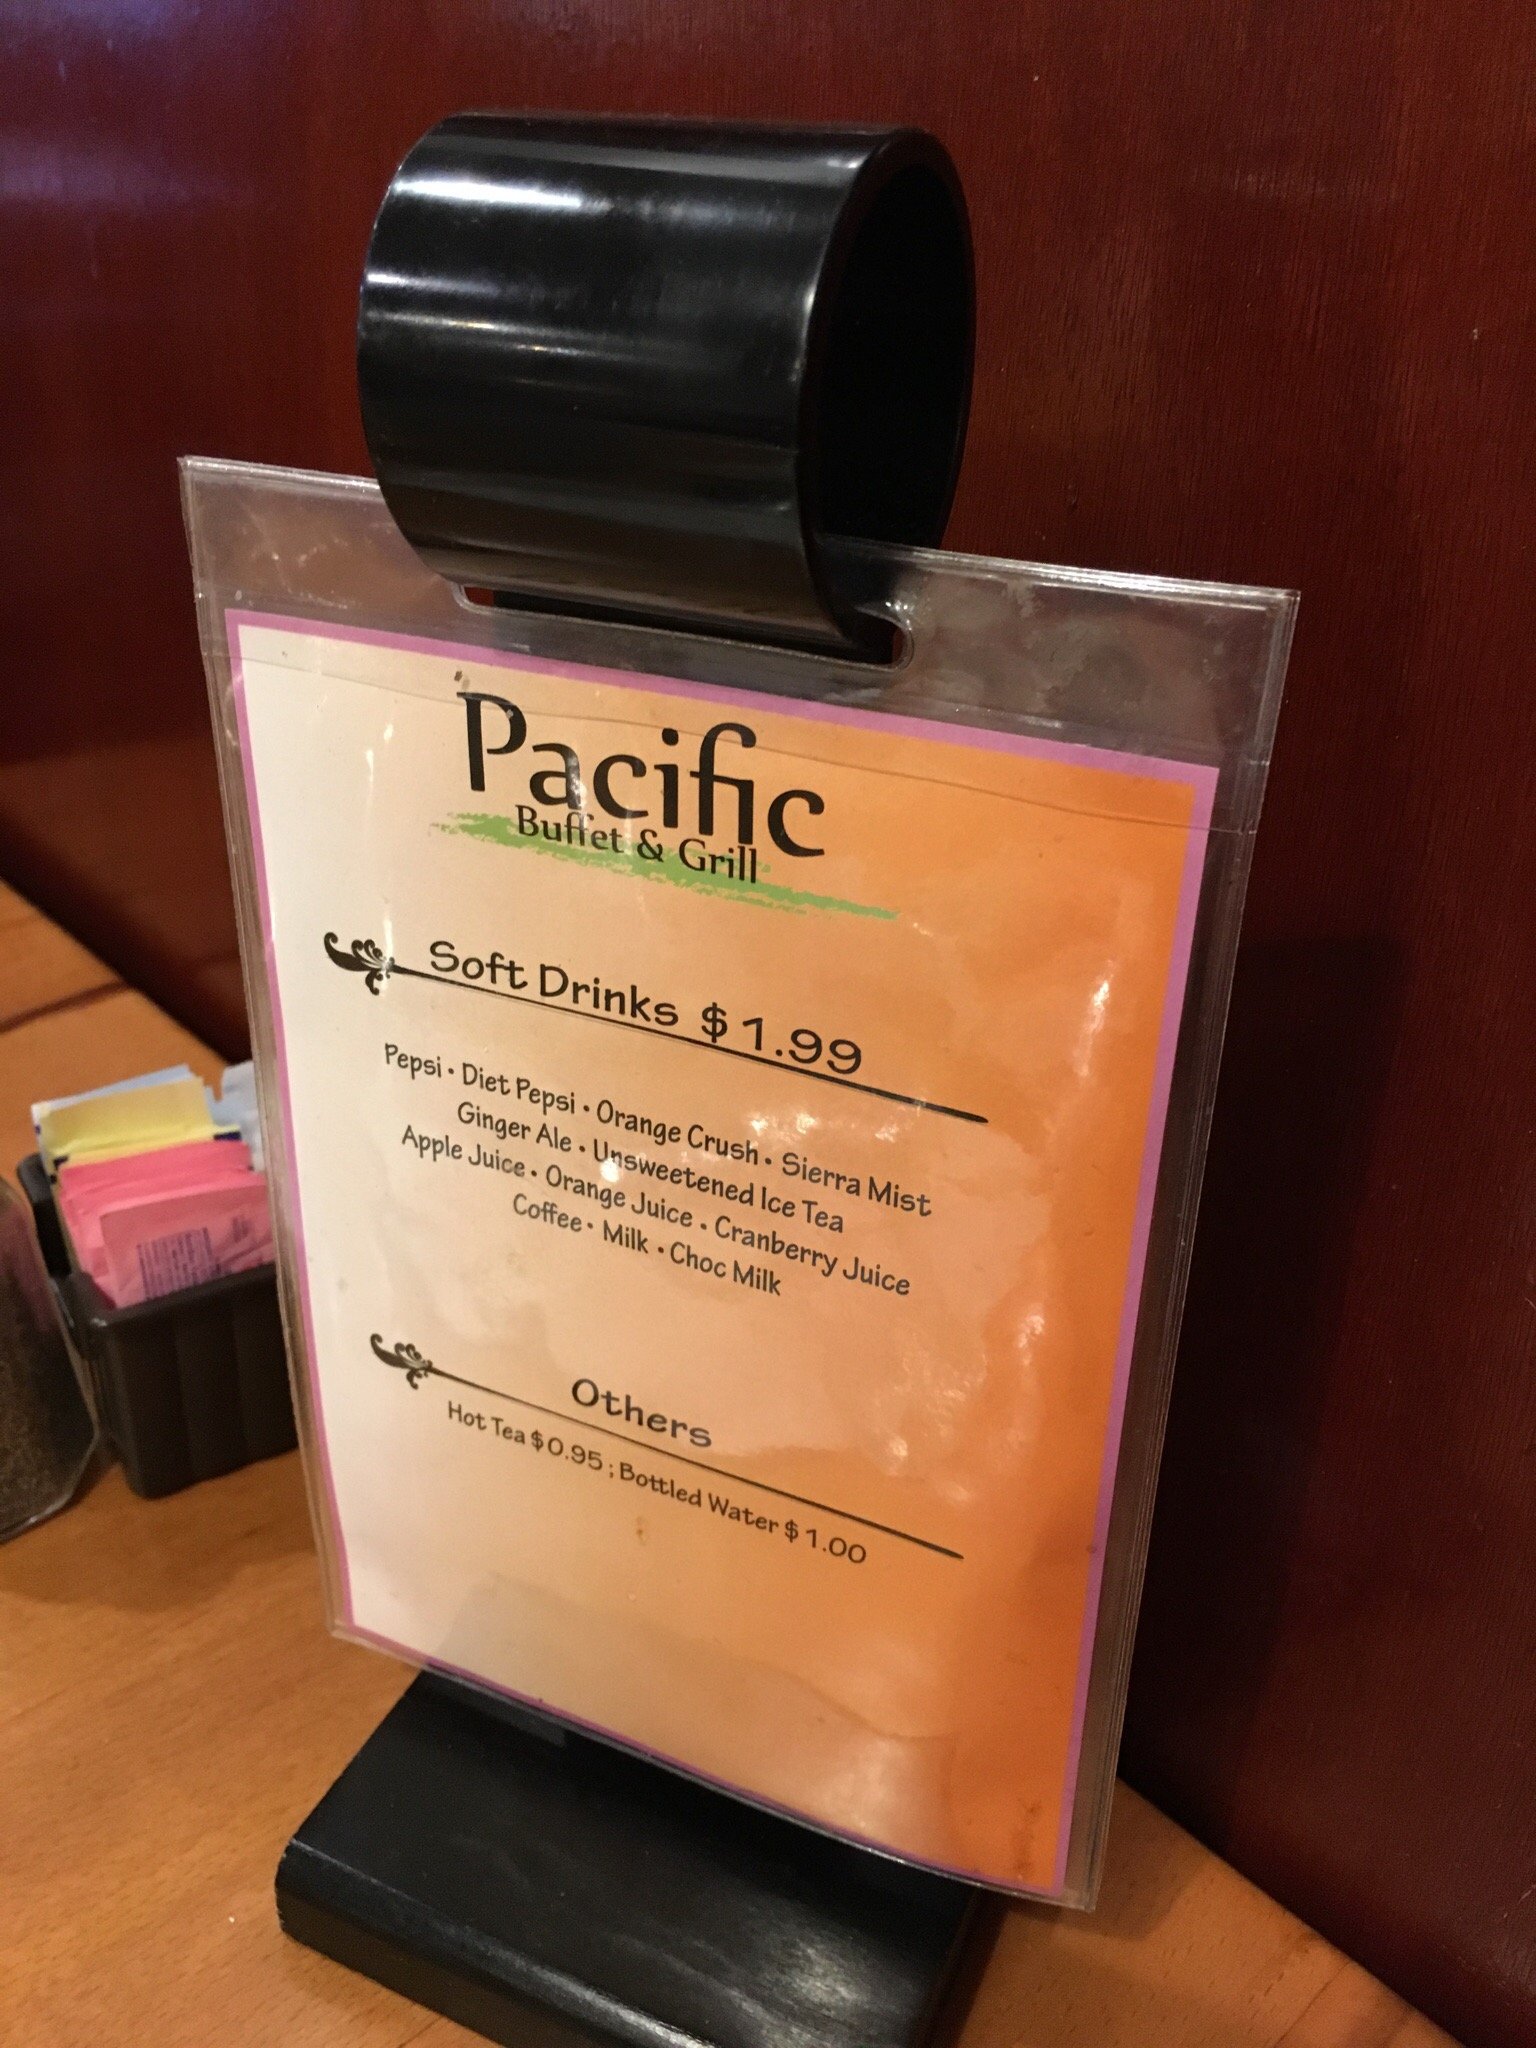 Pacific
Buffet & Grill
Soft Drinks $1.99
Pepsi • Diet Pepsi • Orange Crush • Sierra Mist
Ginger Ale • Unsweetened Ice Tea
Apple Juice • Orange Juice • Cranberry Juice
Coffee • Milk • Choc Milk
Others
Hot Tea $0.95 ; Bottled Water $1.00